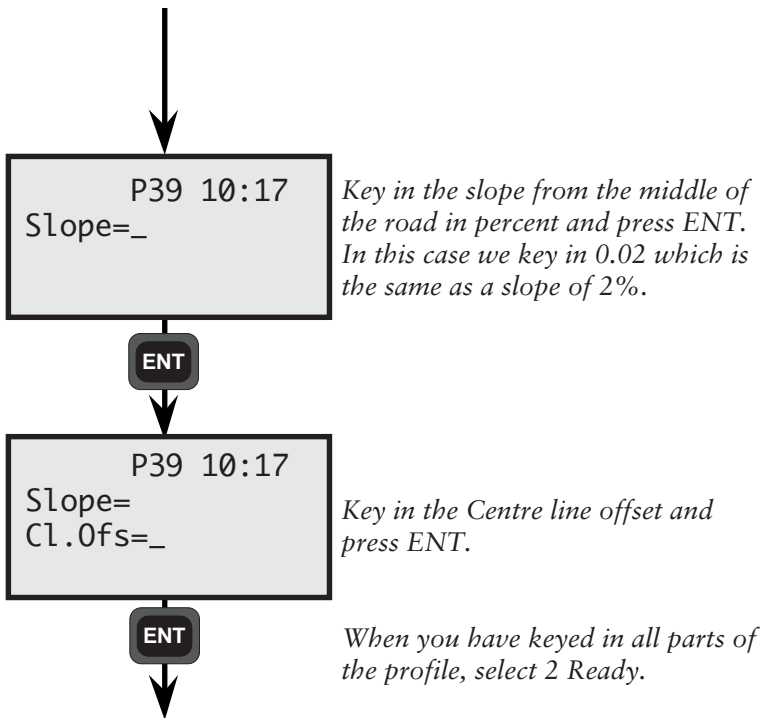 P39 10:17
Slope=_
Key in the slope from the middle of
the road in percent and press ENT.
In this case we key in 0.02 which is
the same as a slope of 2%.
ENT
P39 10:17
Slope=
Cl.Ofs=_
Key in the Centre line offset and
press ENT.
ENT
When you have keyed in all parts of
the profile, select 2 Ready.